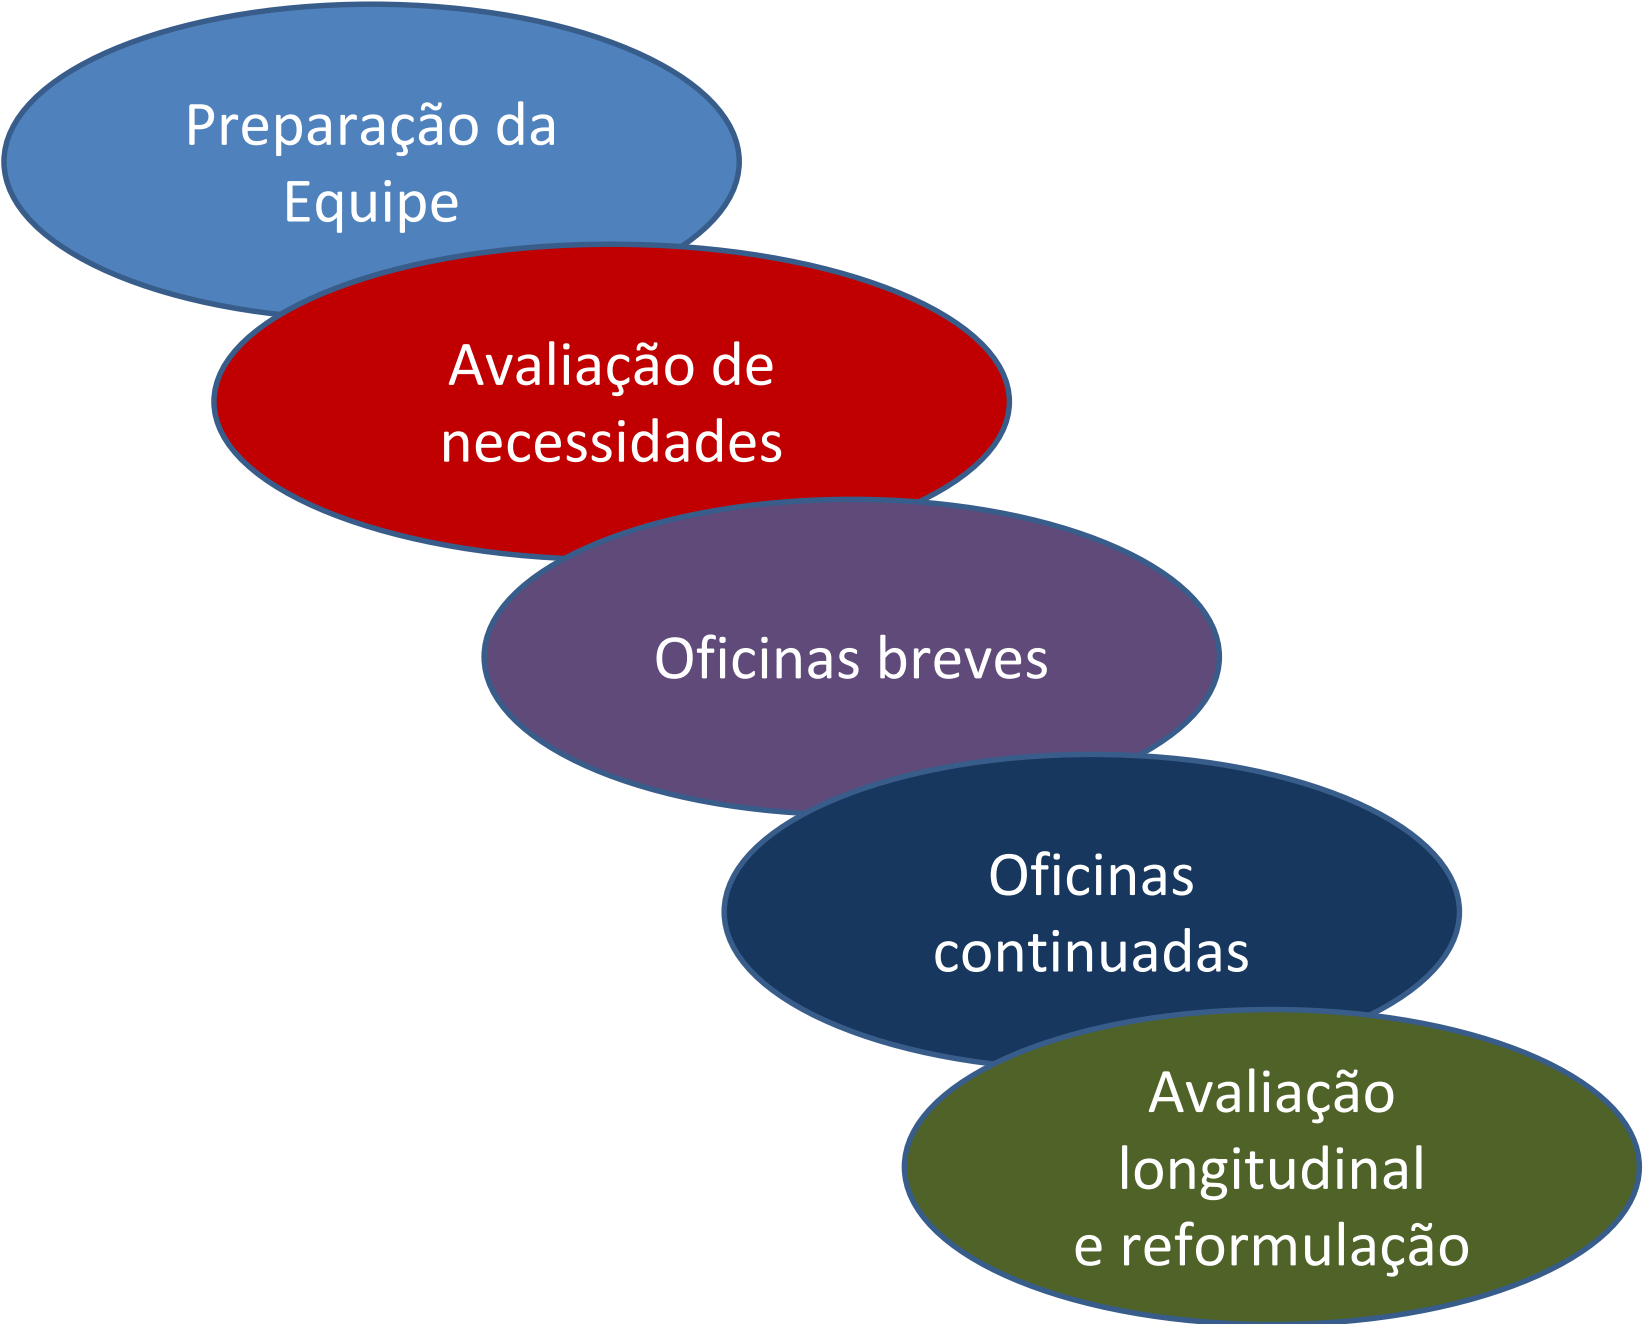 Preparação da
Equipe
Avaliação de
necessidades
Oficinas breves
Oficinas
continuadas
Avaliação
longitudinal
e reformulação